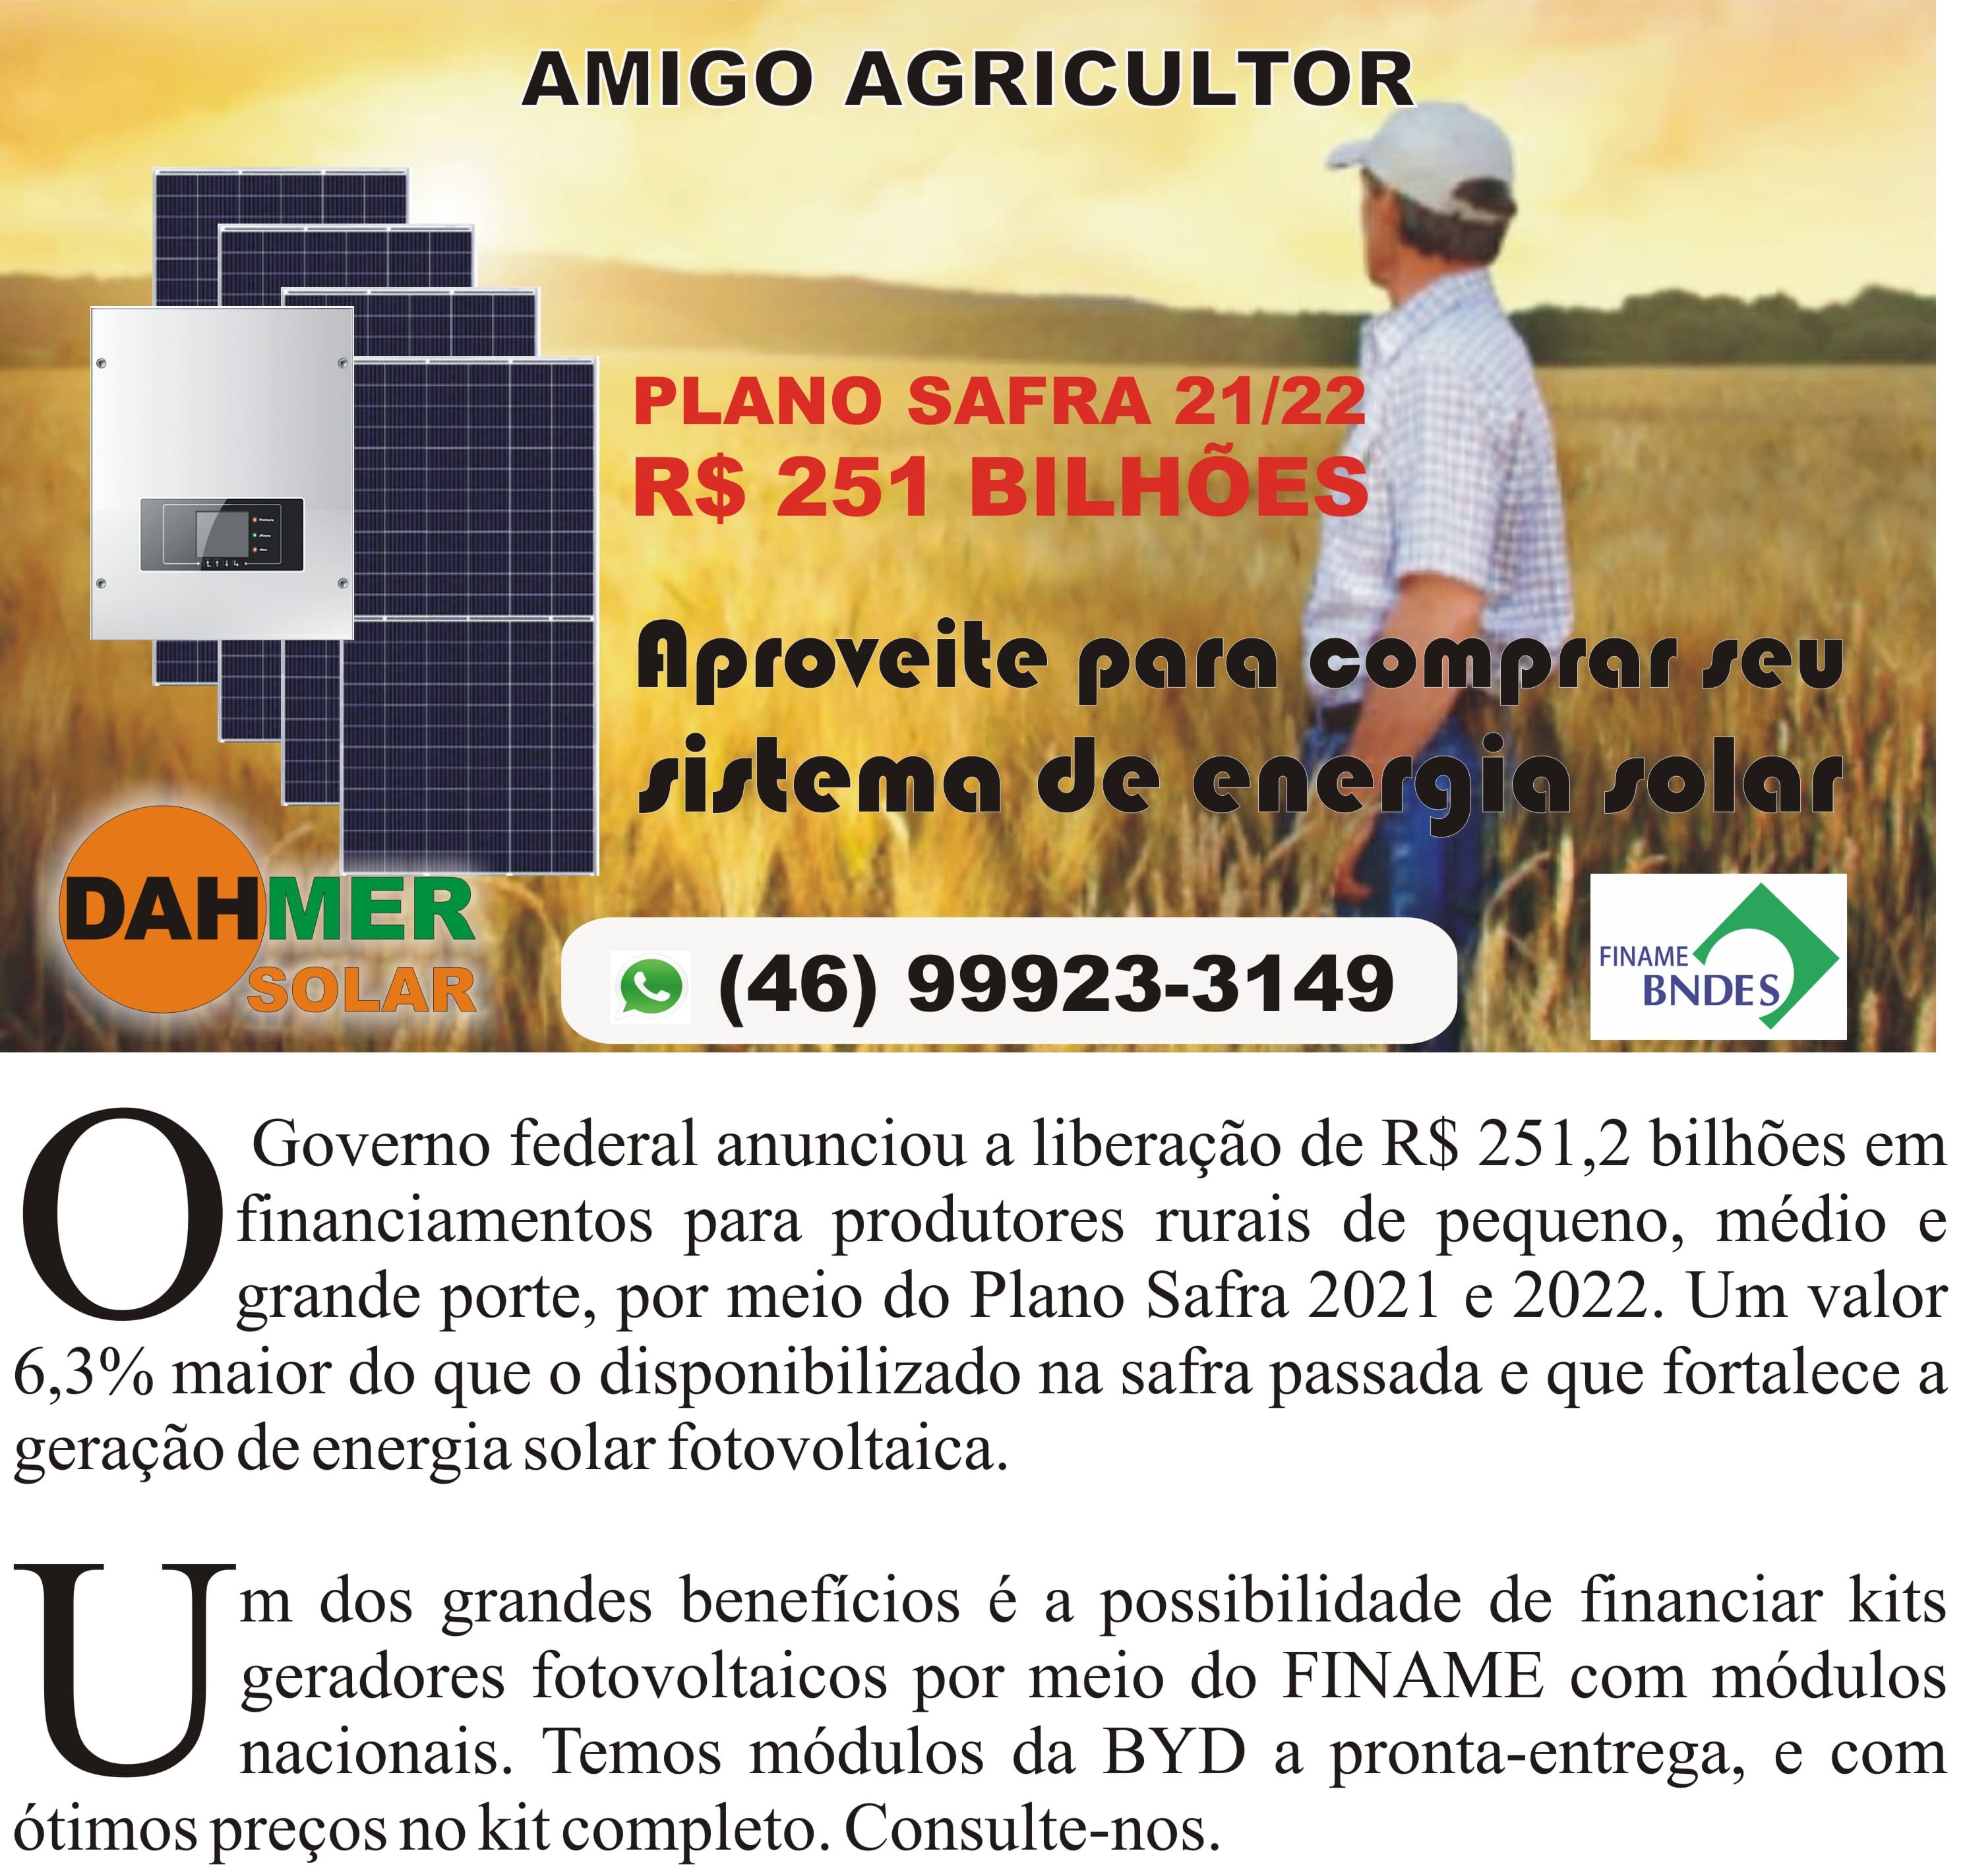 AMIGO AGRICULTOR
PLANO SAFRA 21/22
R$ 251 BILHÕES
Aproveite para comprar seu
sistema de energia solar
DAHMER
SOLAR
(46) 99923-3149
FINAME
BNDES
O Governo federal anunciou a liberação de R$ 251,2 bilhões em
financiamentos para produtores rurais de pequeno, médio e
grande porte, por meio do Plano Safra 2021 e 2022. Um valor
6,3% maior do que o disponibilizado na safra passada e que fortalece a
geração de energia solar fotovoltaica.
Um dos grandes benefícios é a possibilidade de financiar kits
geradores fotovoltaicos por meio do FINAME com módulos
nacionais. Temos módulos da BYD a pronta-entrega, e com
ótimos preços no kit completo. Consulte-nos.